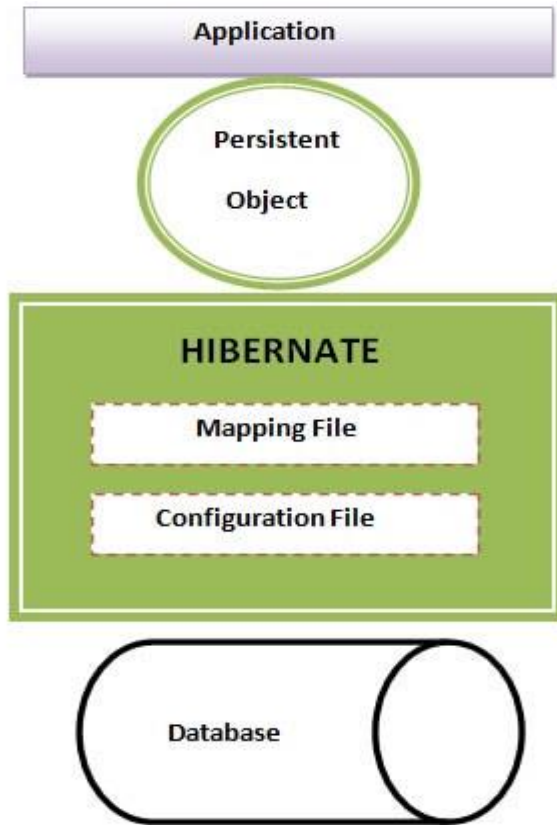 Application
Persistent
Object
HIBERNATE
Mapping File
Configuration File
Database